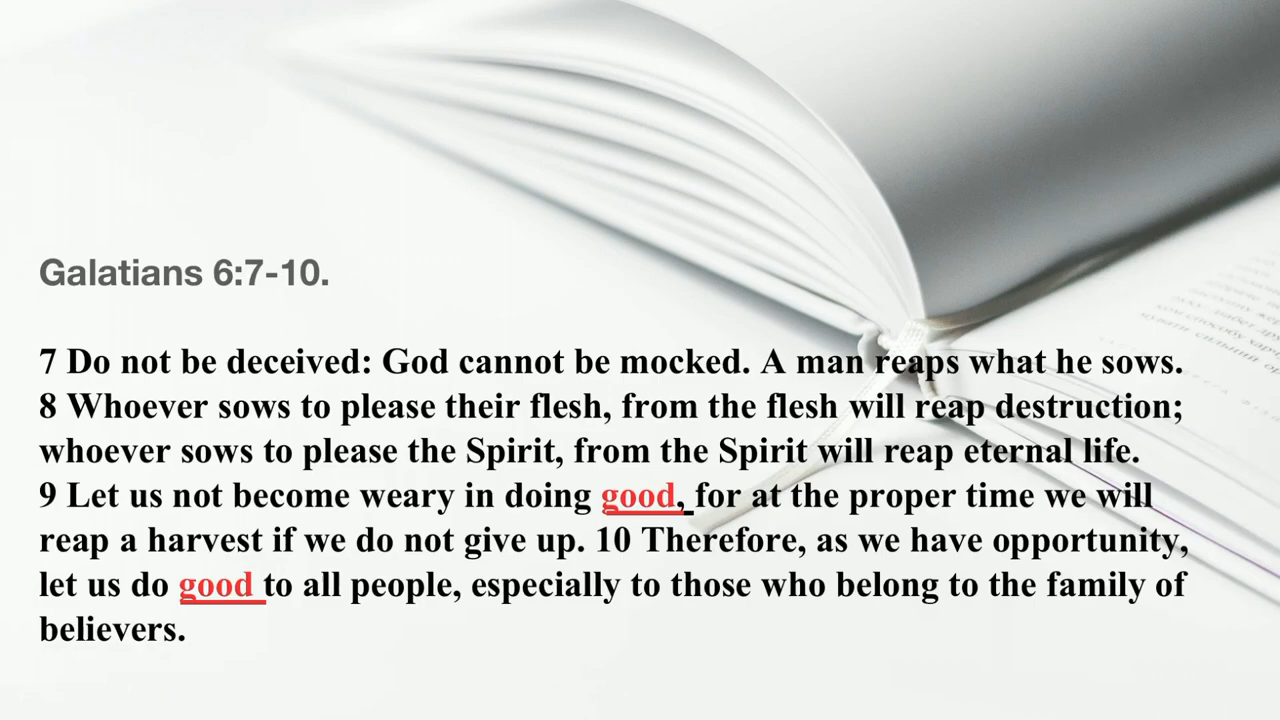 Galatians 6:7-10.
7 Do not be deceived: God cannot be mocked. A man reaps what he sows.
8 Whoever sows to please their flesh, from the flesh will reap destruction;
whoever sows to please the Spirit, from the Spirit will reap eternal life.
9 Let us not become weary in doing good, for at the proper time we will
reap a harvest if we do not give up. 10 Therefore, as we have opportunity,
let us do good to all people, especially to those who belong to the family of
believers.